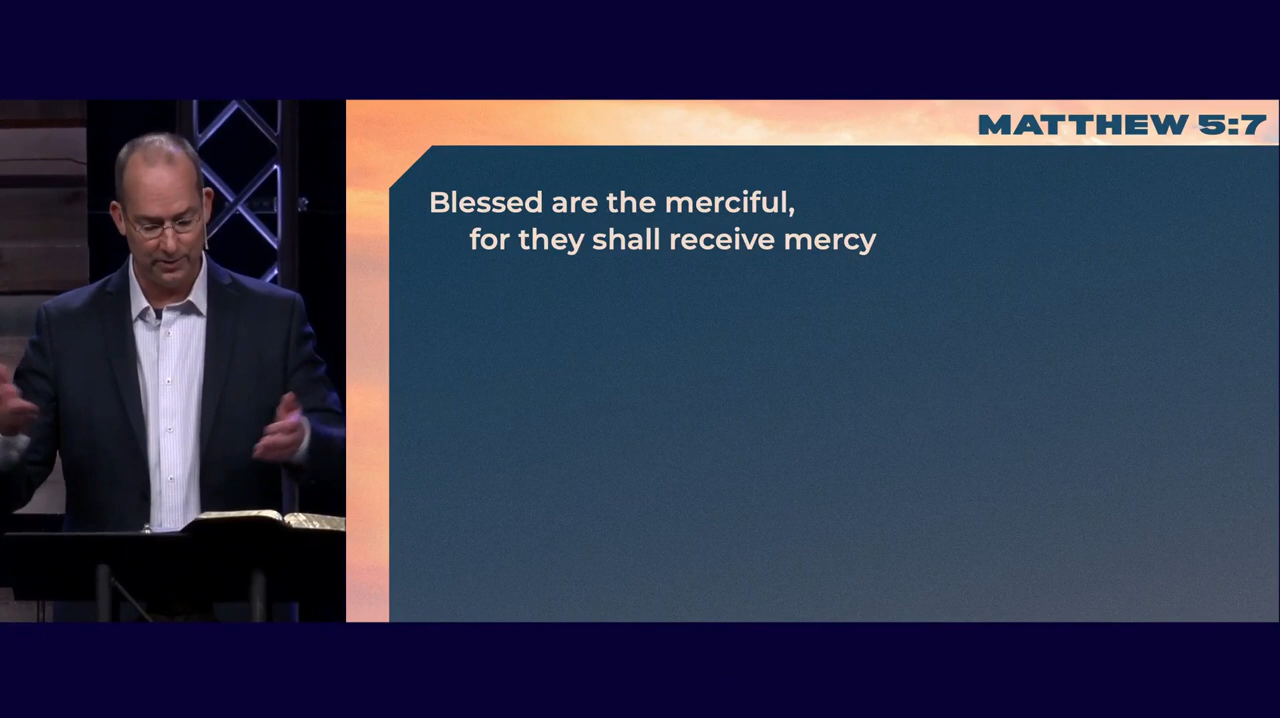 MATTHEW 5:7
Blessed are the merciful,
for they shall receive mercy